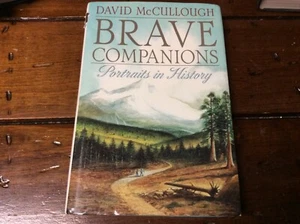 DAVID McCULLOUGH
BRAVE
COMPANIONS
Portraits in History